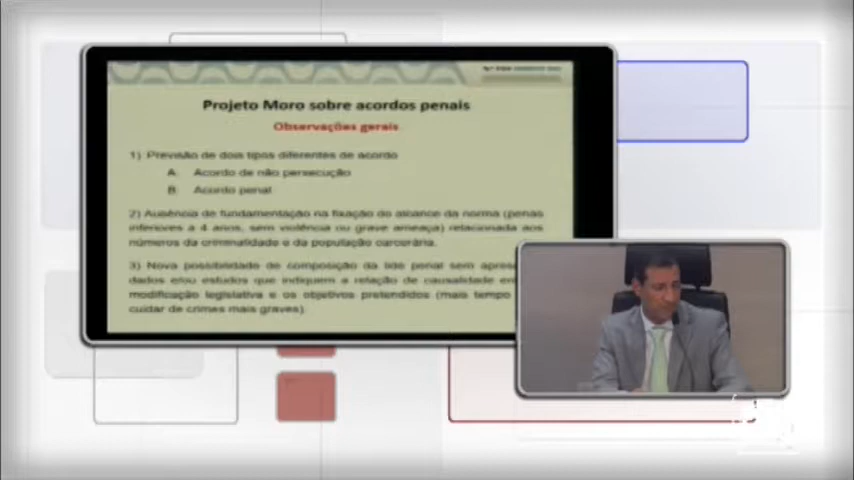 Projeto Moro sobre acordos penais
Observações gerais
1) Previsão de dois tipos diferentes de acordo
A. Acordo de não persecução
B. Acordo penal
2) Ausência de fundamentação na fixação do alcance da norma (penas
inferiores a 4 anos, sem violência ou grave ameaça) relacionada aos
números da criminalidade e da população carcerária.
3) Nova possibilidade de composição da lide penal sem
dados e/ou estudos que indiquem a relação de causalidade
modificação legislativa e os objetivos pretendidos (mais tempo
cuidar de crimes mais graves).